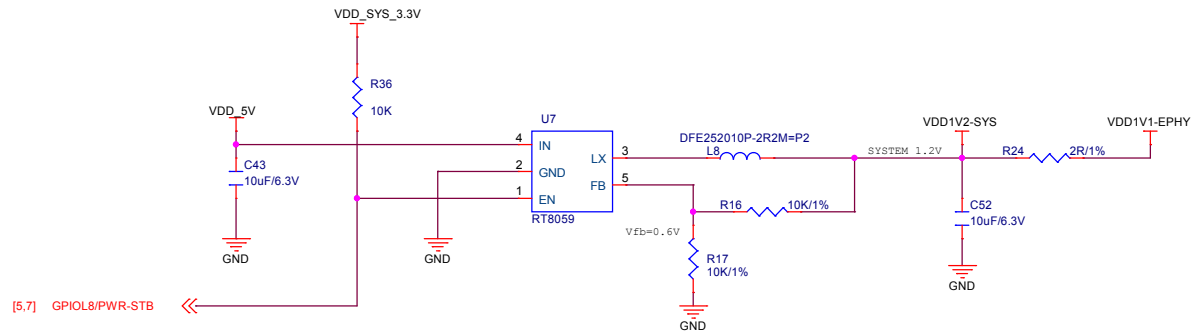 VDD_SYS_3.3V
R36
10K
VDD_5V
C43
10uF/6.3V
GND
U7
4
IN
2
GND
1
EN
LX
3
FB
5
RT8059
GND
DFE252010P-2R2M=P2
L8
SYSTEM 1.2V
VDD1V2-SYS
R24
2R/1%
VDD1V1-EPHY
R16
10K/1%
Vfb=0.6V
R17
10K/1%
GND
C52
10uF/6.3V
GND
[5,7] GPIOL8/PWR-STB